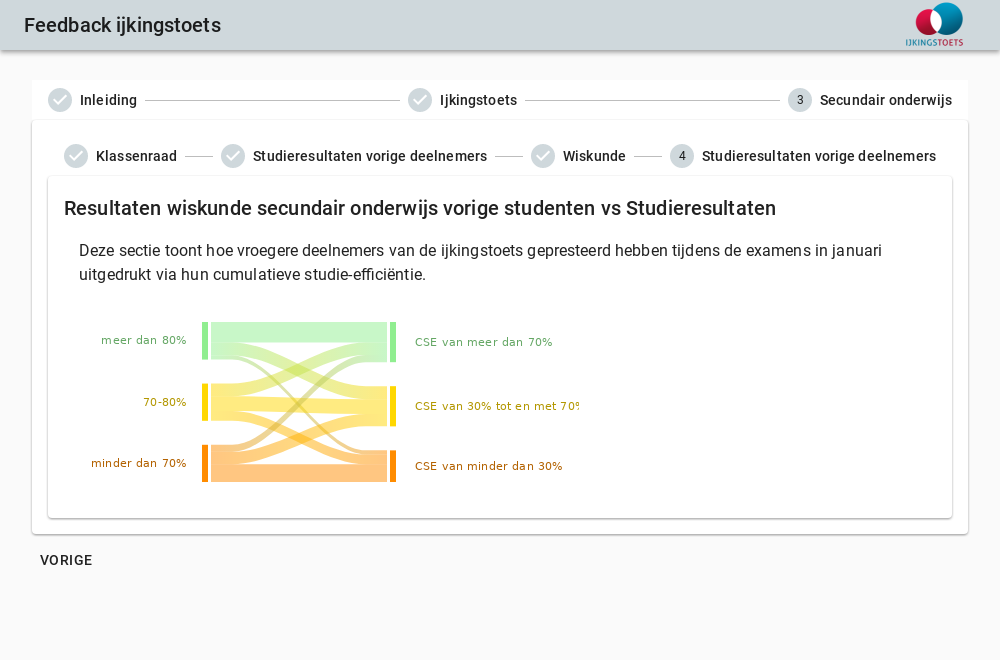 Feedback ijkingstoets
IJKINGSTOETS
Inleiding
Ijkingstoets
3 Secundair onderwijs
Klassenraad
Studieresultaten vorige deelnemers
Wiskunde
4 Studieresultaten vorige deelnemers
Resultaten wiskunde secundair onderwijs vorige studenten vs Studieresultaten
Deze sectie toont hoe vroegere deelnemers van de ijkingstoets gepresteerd hebben tijdens de examens in januari
uitgedrukt via hun cumulatieve studie-efficiëntie.
meer dan 80%
CSE van meer dan 70%
70-80%
CSE van 30% tot en met 70%
minder dan 70%
CSE van minder dan 30%
VORIGE